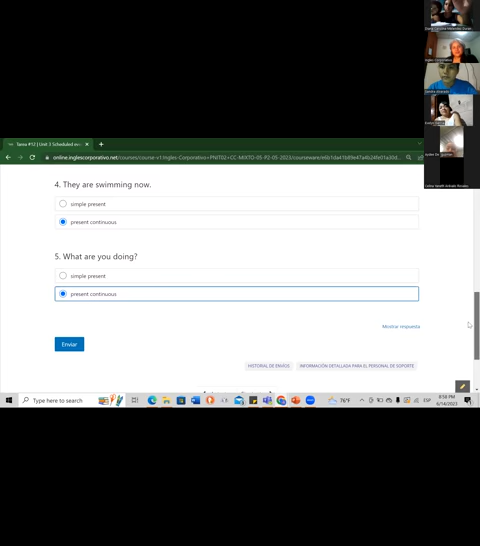 Ingles Corporativo
Tarea #12 | Unit 3 Scheduled eve
online.inglescorporativo.net/courses/course-v1:Ingles-Corporativo+PNIT02+CC-MIXTO-05-P2-05-2023/courseware/
4. They are swimming now.
simple present
present continuous
5. What are you doing?
simple present
present continuous
Mostrar respuesta
Enviar
HISTORIAL DE ENVÍOS
INFORMACIÓN DETALLADA PARA EL PERSONAL DE SOPORTE
Type here to search
76°F
ESP
8:58 PM
6/14/2023